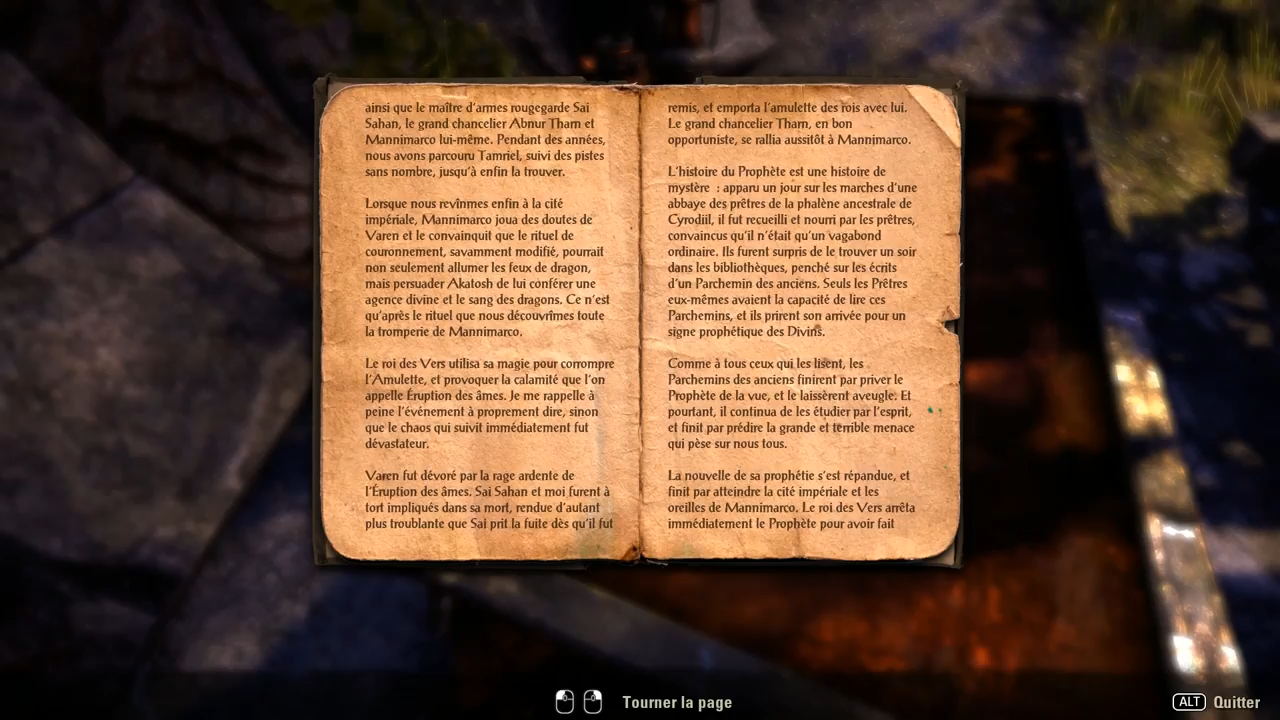 ainsi que le maître d'armes rougegarde Sai
Sahan, le grand chancelier Abnur Tharn et
Mannimarco lui-même. Pendant des années,
nous avons parcouru Tamriel, suivi des pistes
sans nombre, jusqu'à enfin la trouver.
Lorsque nous revînmes enfin à la cité
impériale, Mannimarco joua des doutes de
Varen et le convainquit que le rituel de
couronnement, savamment modifié, pourrait
non seulement allumer les feux de dragon,
mais persuader Akatosh de lui conférer une
agence divine et le sang des dragons. Ce n'est
qu'après le rituel que nous découvrîmes toute
la tromperie de Mannimarco.
Le roi des Vers utilisa sa magie pour corrompre
l'Amulette, et provoquer la calamité que l'on
appelle Éruption des âmes. Je me rappelle à
peine l'événement à proprement dire, sinon
que le chaos qui suivit immédiatement fut
dévastateur.
Varen fut dévoré par la rage ardente de
l'Éruption des âmes. Sai Sahan et moi furent à
tort impliqués dans sa mort, rendue d'autant
plus troublante que Sai prit la fuite dès qu'il fut
remis, et emporta l'amulette des rois avec lui.
Le grand chancelier Tharn, en bon
opportuniste, se rallia aussitôt à Mannimarco.
L'histoire du Prophète est une histoire de
mystère : apparu un jour sur les marches d'une
abbaye des prêtres de la phalène ancestrale de
Cyrodiil, il fut recueilli et nourri par les prêtres,
convaincus qu'il n'était qu'un vagabond
ordinaire. Ils furent surpris de le trouver un soir
dans les bibliothèques, penché sur les écrits
d'un Parchemin des anciens. Seuls les Prêtres
eux-mêmes avaient la capacité de lire ces
Parchemins, et ils prirent son arrivée pour un
signe prophétique des Divins.
Comme à tous ceux qui les lisent, les
Parchemins des anciens finirent par priver le
Prophète de la vue, et le laissèrent aveugle. Et
pourtant, il continua de les étudier par l'esprit,
et finit par prédire la grande et terrible menace
qui pèse sur nous tous.
La nouvelle de sa prophétie s'est répandue, et
finit par atteindre la cité impériale et les
oreilles de Mannimarco. Le roi des Vers arrêta
immédiatement le Prophète pour avoir fait
Tourner la page
ALT Quitter